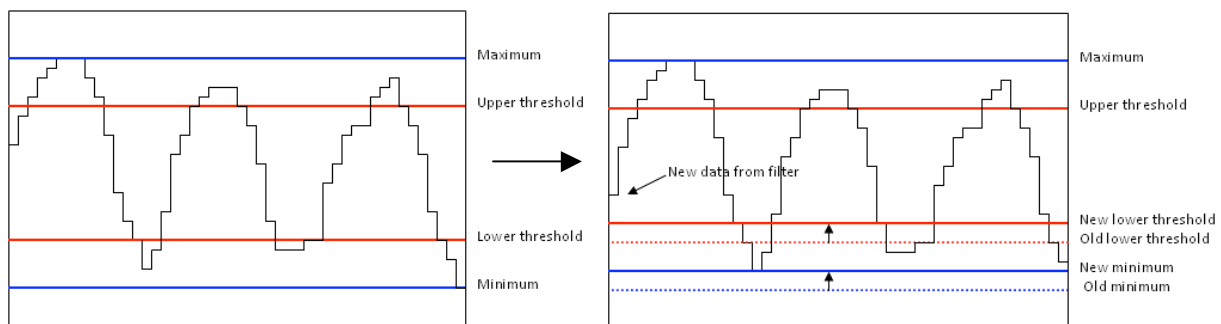 Maximum
Upper threshold
Lower threshold
Minimum
Maximum
Upper threshold
New data from filter
New lower threshold
Old lower threshold
New minimum
Old minimum